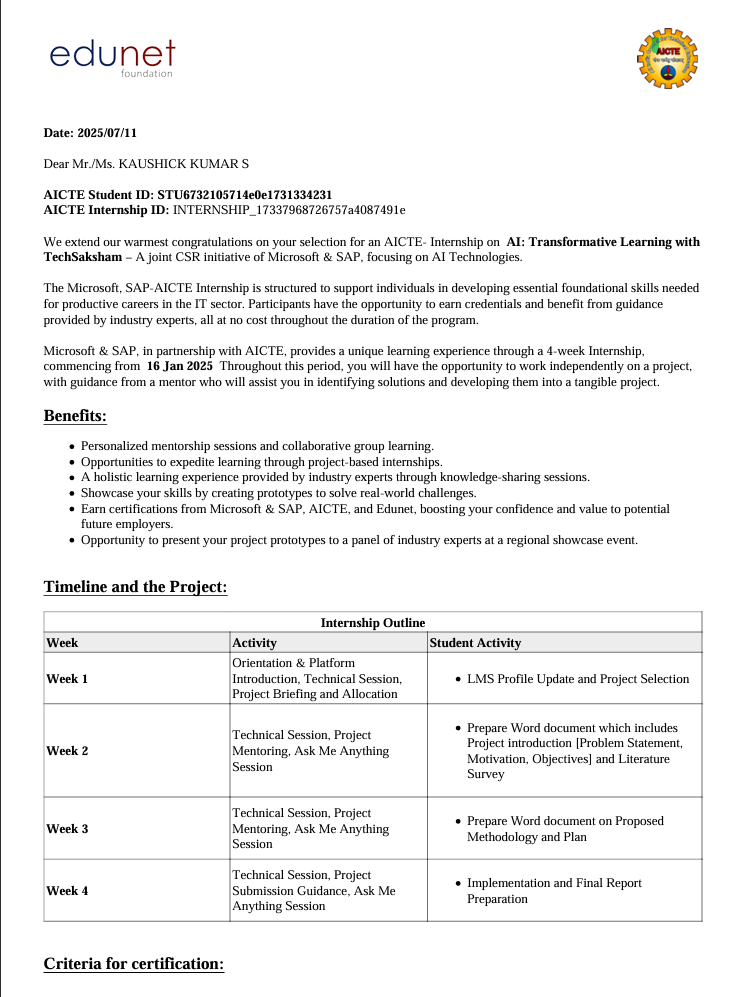 edunet
foundation
AICTE
Date: 2025/07/11
Dear Mr./Ms. KAUSHICK KUMAR S
AICTE Student ID: STU6732105714e0e1731334231
AICTE Internship ID: INTERNSHIP_17337968726757a4087491e
We extend our warmest congratulations on your selection for an AICTE- Internship on AI: Transformative Learning with
TechSaksham – A joint CSR initiative of Microsoft & SAP, focusing on AI Technologies.
The Microsoft, SAP-AICTE Internship is structured to support individuals in developing essential foundational skills needed
for productive careers in the IT sector. Participants have the opportunity to earn credentials and benefit from guidance
provided by industry experts, all at no cost throughout the duration of the program.
Microsoft & SAP, in partnership with AICTE, provides a unique learning experience through a 4-week Internship,
commencing from 16 Jan 2025 Throughout this period, you will have the opportunity to work independently on a project,
with guidance from a mentor who will assist you in identifying solutions and developing them into a tangible project.
Benefits:
• Personalized mentorship sessions and collaborative group learning.
• Opportunities to expedite learning through project-based internships.
• A holistic learning experience provided by industry experts through knowledge-sharing sessions.
• Showcase your skills by creating prototypes to solve real-world challenges.
• Earn certifications from Microsoft & SAP, AICTE, and Edunet, boosting your confidence and value to potential
future employers.
• Opportunity to present your project prototypes to a panel of industry experts at a regional showcase event.
Timeline and the Project:
Internship Outline
Week Activity Student Activity
Week 1
Orientation & Platform
Introduction, Technical Session,
Project Briefing and Allocation
• LMS Profile Update and Project Selection
Week 2
Technical Session, Project
Mentoring, Ask Me Anything
Session
• Prepare Word document which includes
Project introduction [Problem Statement,
Motivation, Objectives] and Literature
Survey
Week 3
Technical Session, Project
Mentoring, Ask Me Anything
Session
• Prepare Word document on Proposed
Methodology and Plan
Week 4
Technical Session, Project
Submission Guidance, Ask Me
Anything Session
• Implementation and Final Report
Preparation
Criteria for certification: